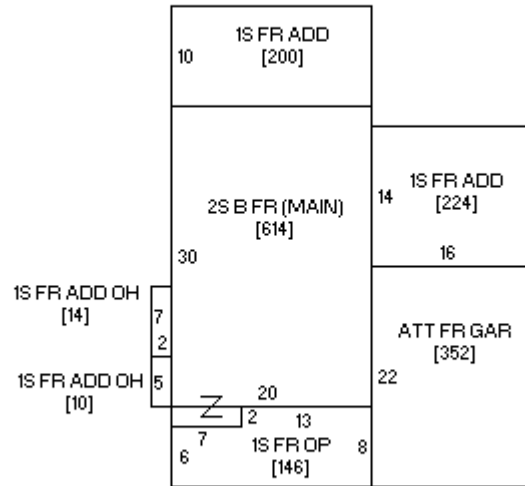 1S FR ADD
[200]
10
2S B FR (MAIN)
[614]
30
14
1S FR ADD
[224]
16
1S FR ADD OH
[14]
7
2
1S FR ADD OH
[10]
5
ATT FR GAR
[352]
22
20
Z
2
13
7
1S FR OP
[146]
6
8